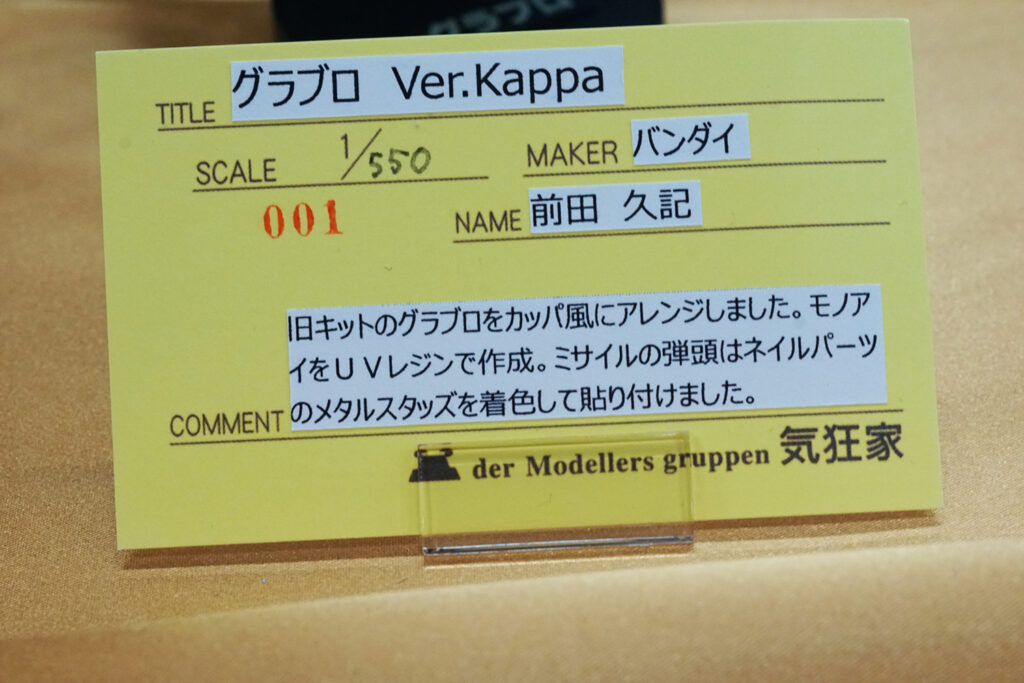 グラブロ
TITLE グラブロ Ver.Kappa
SCALE 1/550
MAKER バンダイ
001
NAME 前田 久記
旧キットのグラブロをカッパ風にアレンジしました。モノア
イをUVレジンで作成。ミサイルの弾頭はネイルパーツ
COMMENT のメタルスタッズを着色して貼り付けました。
der Modellers gruppen 気狂家